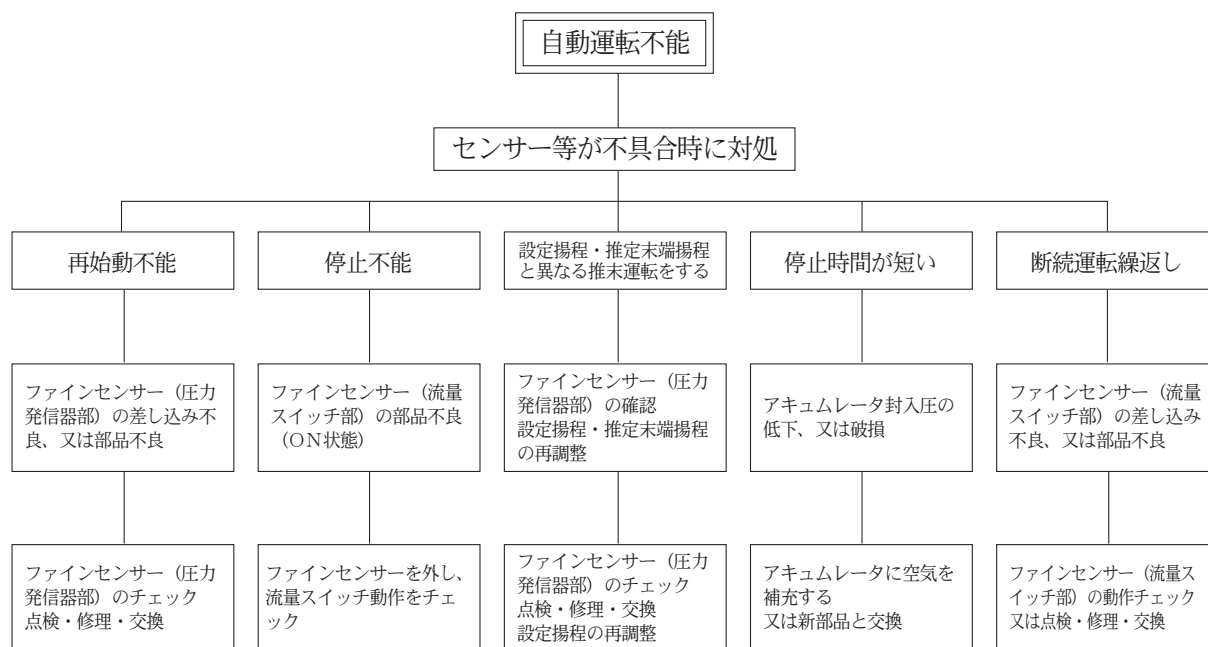 自動運転不能
センサー等が不具合時に対処
再始動不能
停止不能
設定揚程・推定末端揚程
と異なる推末運転をする
停止時間が短い
断続運転繰返し
ファインセンサー（圧力
発信器部）の差し込み不
良、又は部品不良
ファインセンサー（流量
スイッチ部）の部品不良
（ＯＮ状態）
ファインセンサー（圧力
発信器部）の確認
設定揚程・推定末端揚程
の再調整
アキュムレータ封入圧の
低下、又は破損
ファインセンサー（流量
スイッチ部）の差し込み
不良、又は部品不良
ファインセンサー（圧力
発信器部）のチェック
点検・修理・交換
ファインセンサーを外し、
流量スイッチ動作をチェ
ック
ファインセンサー（圧力
発信器部）のチェック
点検・修理・交換
設定揚程の再調整
アキュムレータに空気を
補充する
又は新部品と交換
ファインセンサー（流量ス
イッチ部）の動作チェック
又は点検・修理・交換